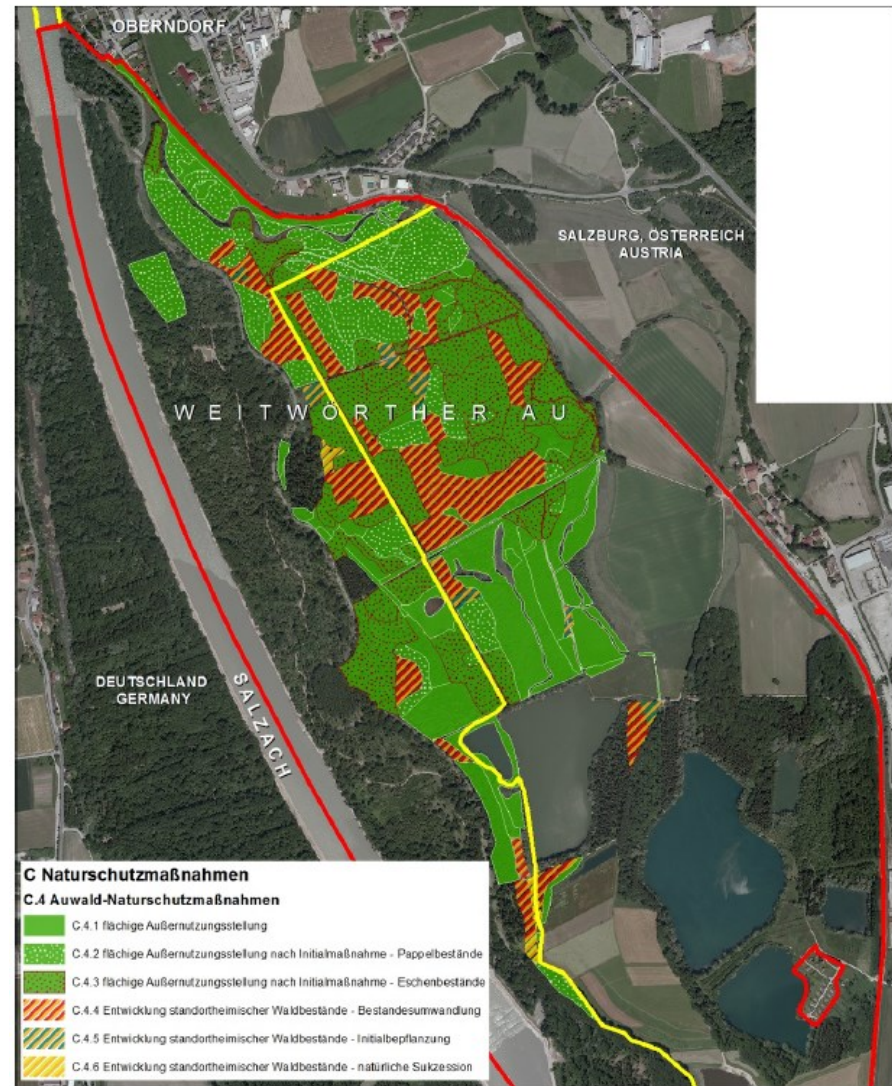 OBERNDORF
SALZBURG, ÖSTERREICH
AUSTRIA
WEITWÖRTHER AU
DEUTSCHLAND
GERMANY
SALZACH
C Naturschutzmaßnahmen
C.4 Auwald-Naturschutzmaßnahmen
C.4.1 flächige Außernutzungsstellung
C.4.2 flächige Außernutzungsstellung nach Initialmaßnahme - Pappelbestände
C.4.3 flächige Außernutzungsstellung nach Initialmaßnahme - Eschenbestände
C.4.4 Entwicklung standortheimischer Waldbestände - Bestandesumwandlung
C.4.5 Entwicklung standortheimischer Waldbestände - Initialbepflanzung
C.4.6 Entwicklung standortheimischer Waldbestände - natürliche Sukzession